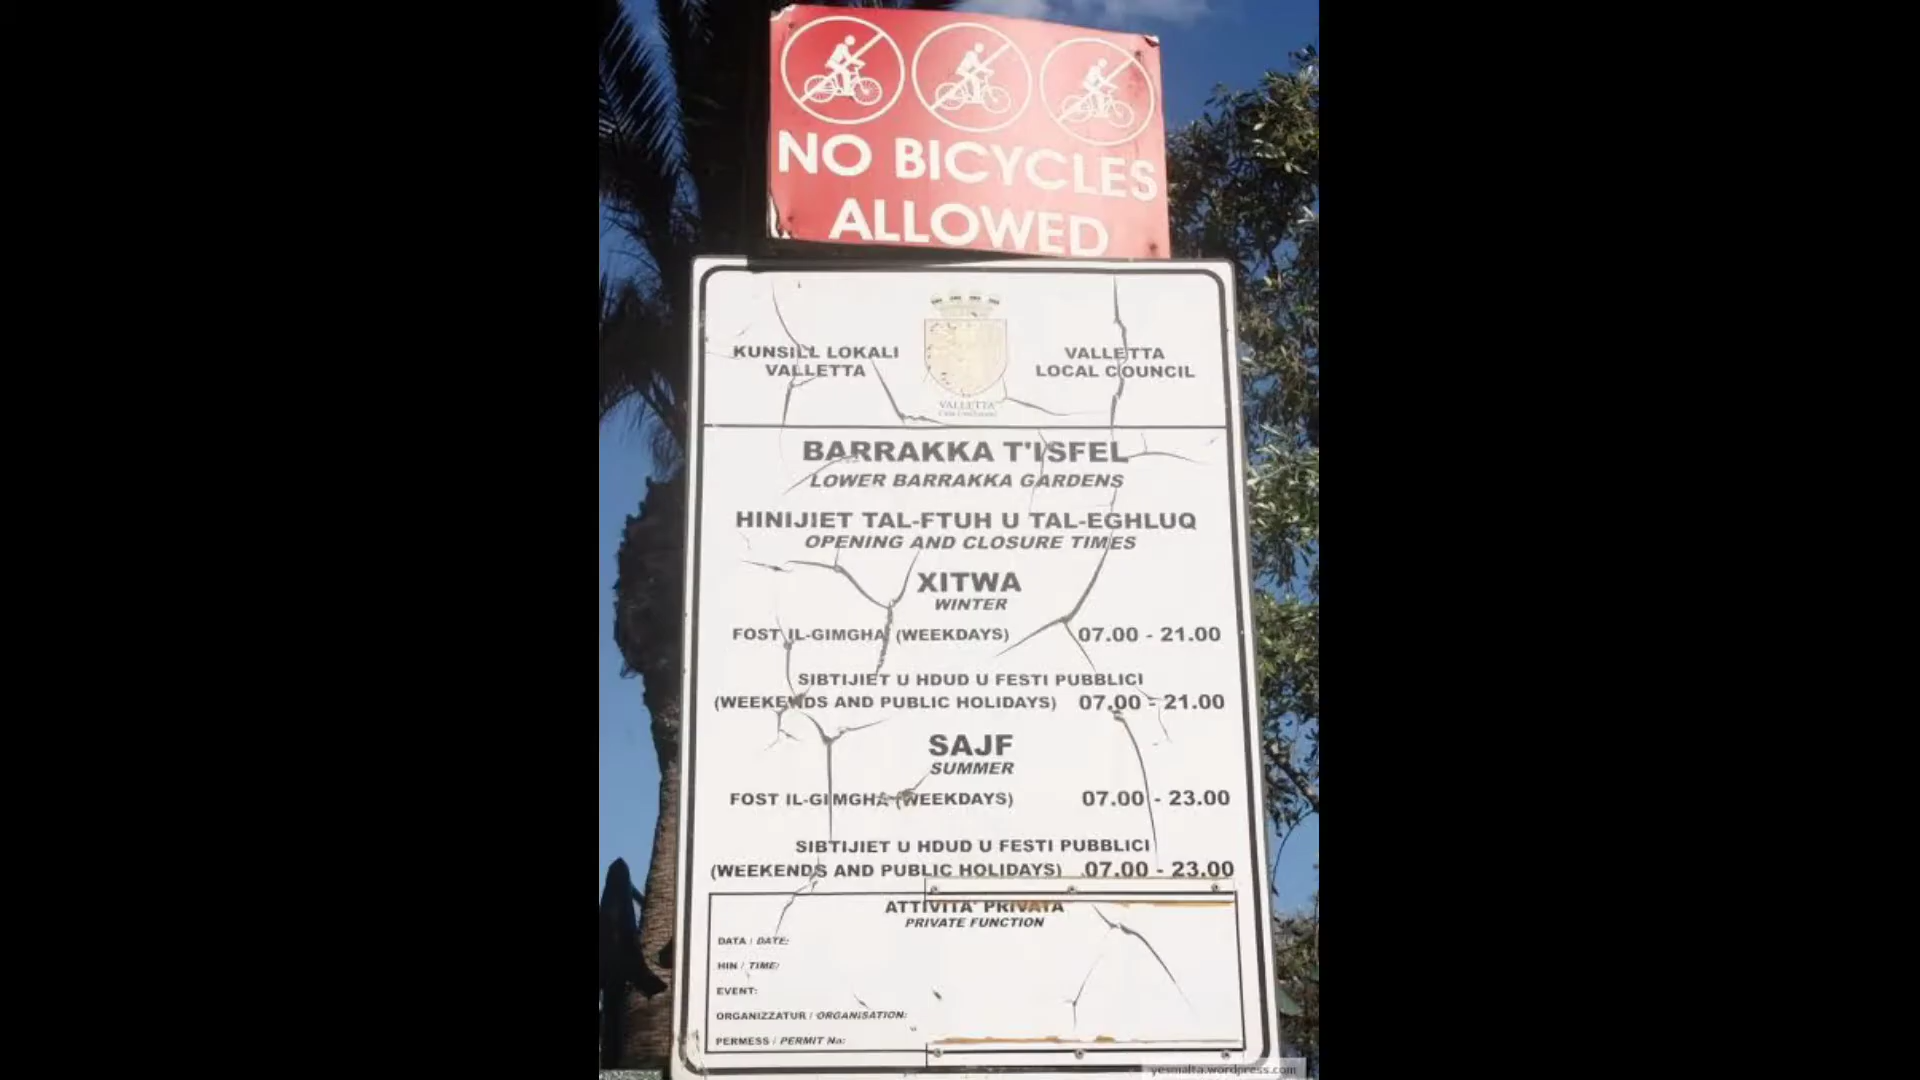 NO BICYCLES
ALLOWED
KUNSILL LOKALI
VALLETTA
VALLETTA
LOCAL COUNCIL
VALLETTA
BARRAKKA T'ISFEL
LOWER BARRAKKA GARDENS
HINIJIET TAL-FTUH U TAL-EGHLUQ
OPENING AND CLOSURE TIMES
XITWA
WINTER
FOST IL-GIMGHA (WEEKDAYS) 07.00 - 21.00
SIBTIJIET U HDUD U FESTI PUBBLICI
(WEEKENDS AND PUBLIC HOLIDAYS) 07.00 - 21.00
SAJF
SUMMER
FOST IL-GIMGHA (WEEKDAYS) 07.00 - 23.00
SIBTIJIET U HDUD U FESTI PUBBLICI
(WEEKENDS AND PUBLIC HOLIDAYS) 07.00 - 23.00
ATTIVITA' PRIVATA
PRIVATE FUNCTION
DATA / DATE:
HIN / TIME:
EVENT:
ORGANIZZATUR / ORGANISATION:
PERMESS / PERMIT No:
yesmalta.wordpress.com